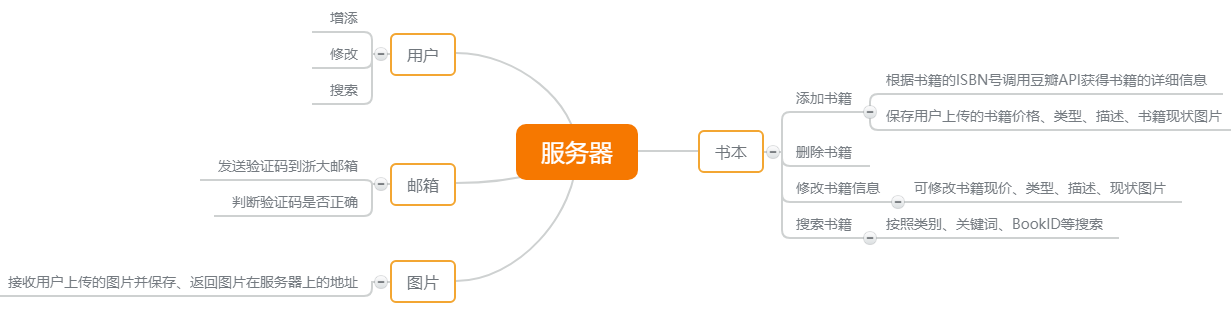 服务器
用户
增添
修改
搜索
邮箱
发送验证码到浙大邮箱
判断验证码是否正确
图片
接收用户上传的图片并保存、返回图片在服务器上的地址
书本
添加书籍
根据书籍的ISBN号调用豆瓣API获得书籍的详细信息
保存用户上传的书籍价格、类型、描述、书籍现状图片
删除书籍
修改书籍信息
可修改书籍现价、类型、描述、现状图片
搜索书籍
按照类别、关键词、BookID等搜索